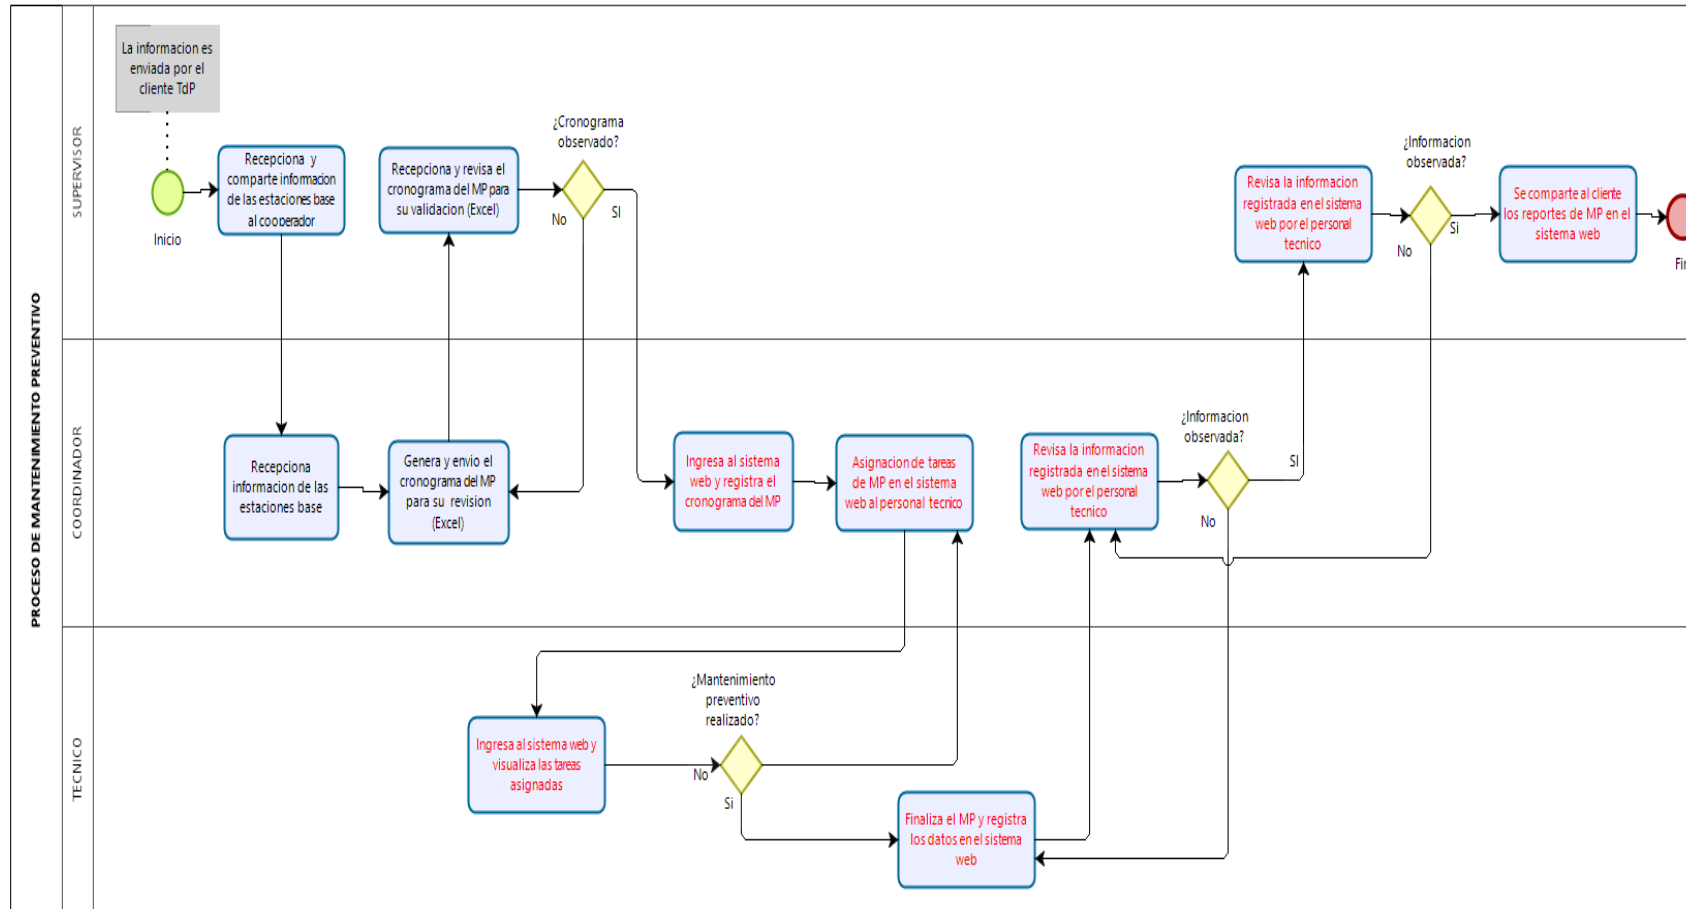 PROCESO DE MANTENIMIENTO PREVENTIVO
SUPERVISOR
La informacion es
enviada por el
cliente TdP
Inicio
Recepciona y
comparte informacion
de las estaciones base
al cooperador
Recepciona y revisa el
cronograma del MP para
su validacion (Excel)
¿Cronograma
observado?
No
SI
Revisa la informacion
registrada en el sistema
web por el personal
tecnico
¿Informacion
observada?
No
Si
Se comparte al cliente
los reportes de MP en el
sistema web
Fin
COORDINADOR
Recepciona
informacion de las
estaciones base
Genera y envio el
cronograma del MP
para su revision
(Excel)
Ingresa al sistema
web y registra el
cronograma del MP
Asignacion de tareas
de MP en el sistema
web al personal tecnico
Revisa la informacion
registrada en el sistema
web por el personal
tecnico
¿Informacion
observada?
SI
No
TECNICO
Ingresa al sistema web y
visualiza las tareas
asignadas
¿Mantenimiento
preventivo
realizado?
No
Si
Finaliza el MP y registra
los datos en el sistema
web